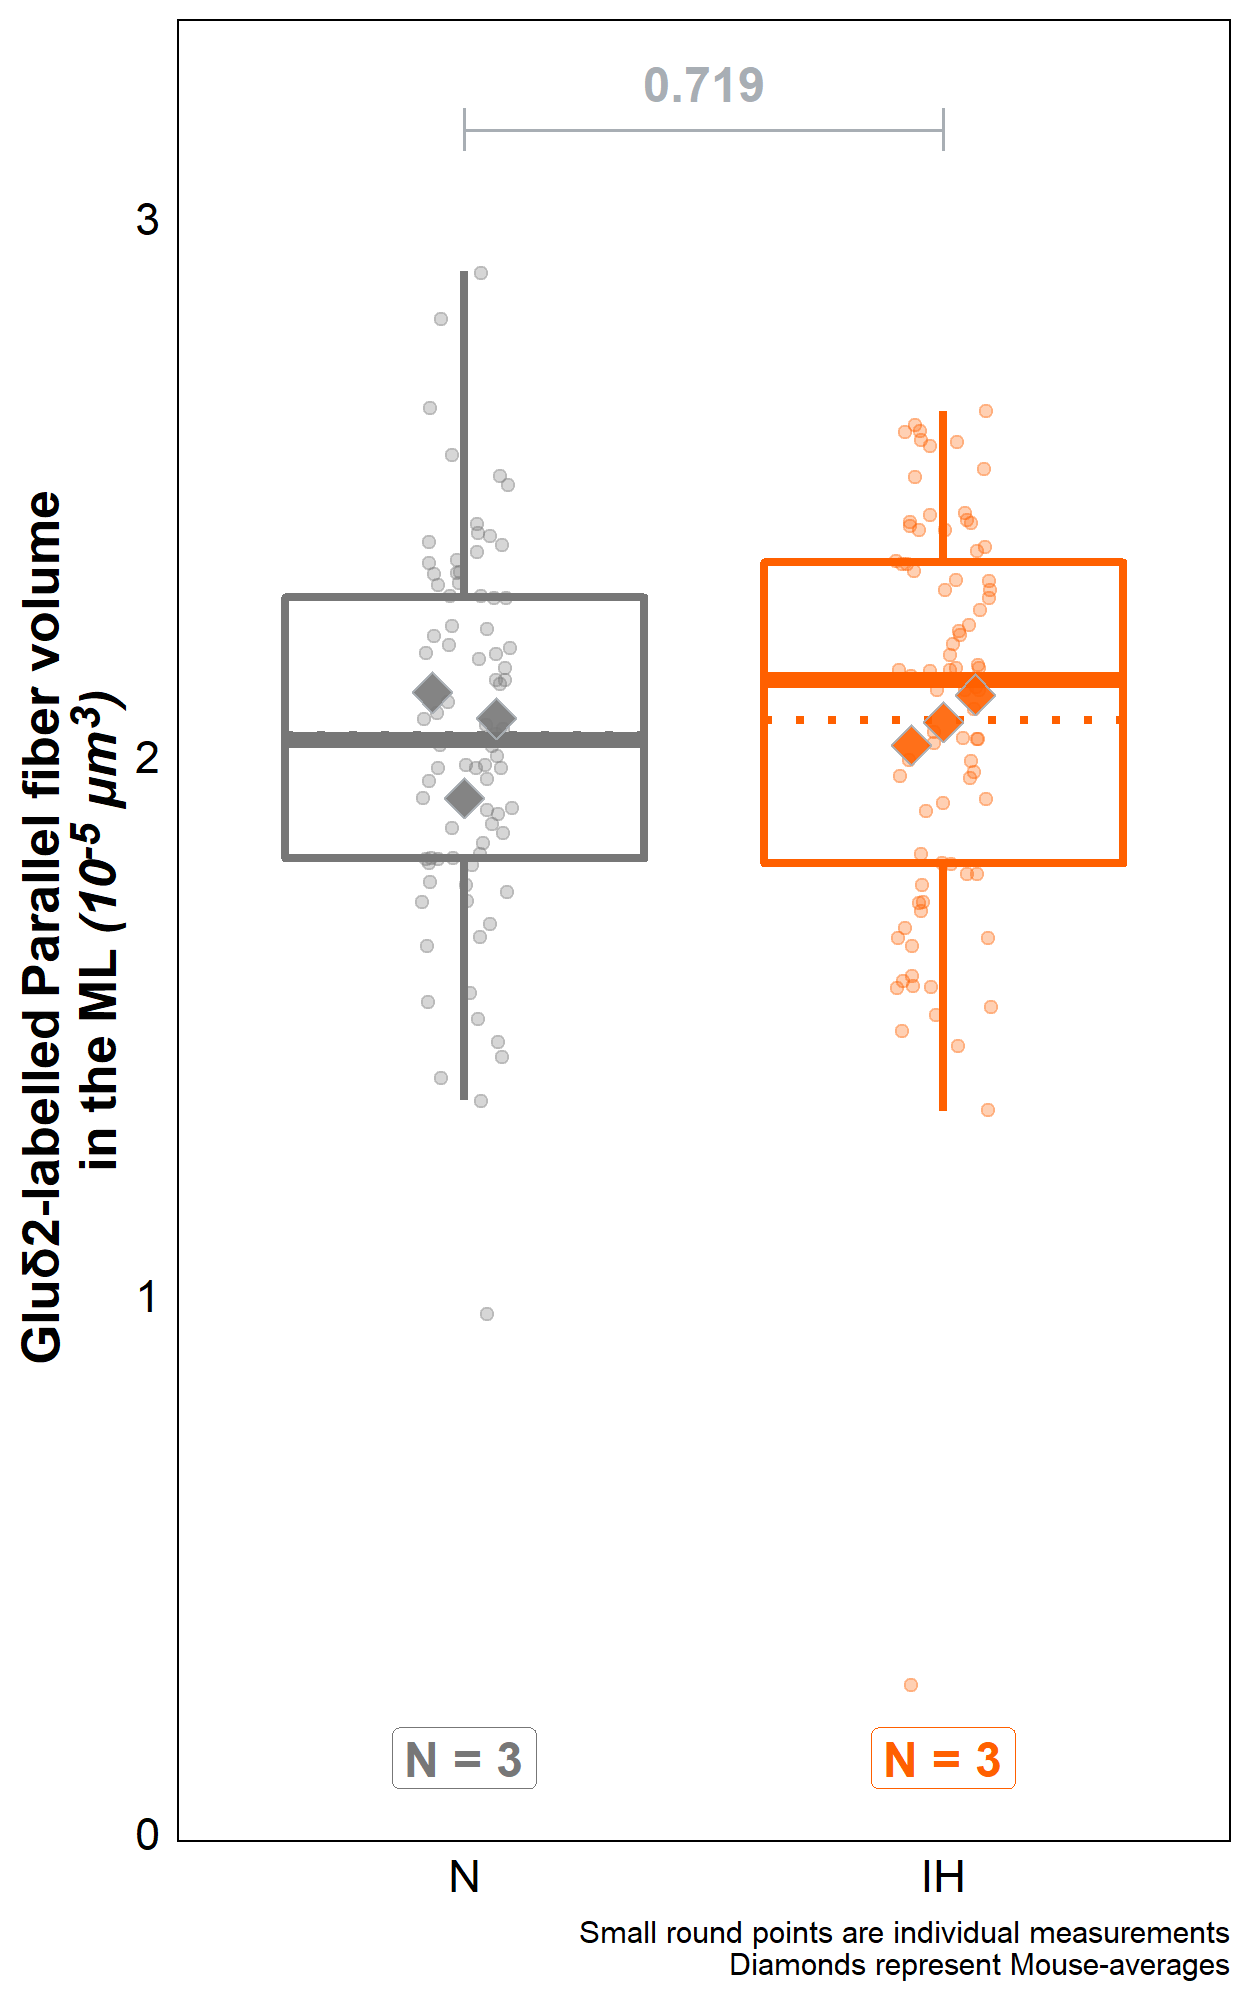 0.719
3
2
1
0
Gluδ2-labelled Parallel fiber volume
in the ML (10⁻⁵ µm³)
N = 3
N = 3
N
IH
Small round points are individual measurements
Diamonds represent Mouse-averages